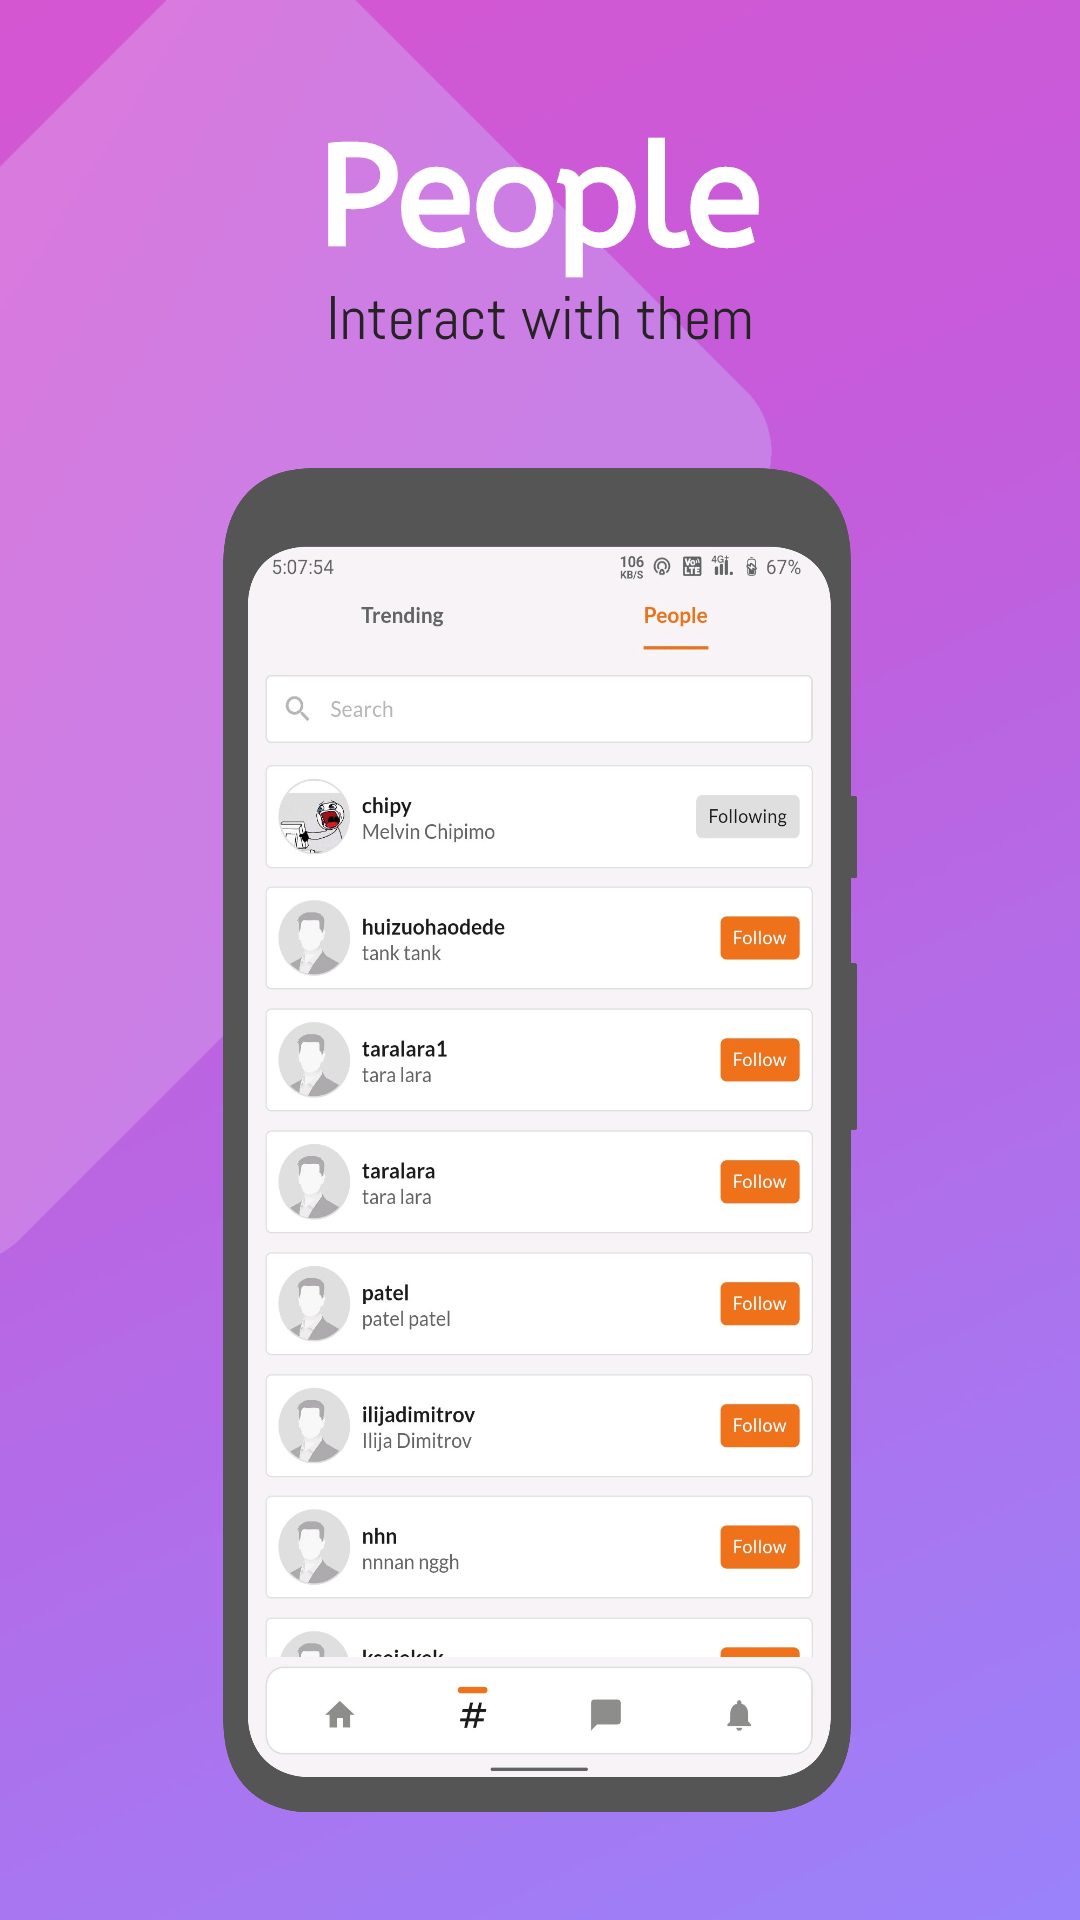 People
Interact with them
5:07:54
106 KB/S
Vo LTE
4G+
67%
Trending
People
Search
chipy
Melvin Chipimo
Following
huizuohaodede
tank tank
Follow
taralara1
tara lara
Follow
taralara
tara lara
Follow
patel
patel patel
Follow
ilijadimitrov
Ilija Dimitrov
Follow
nhn
nnnan nggh
Follow
#